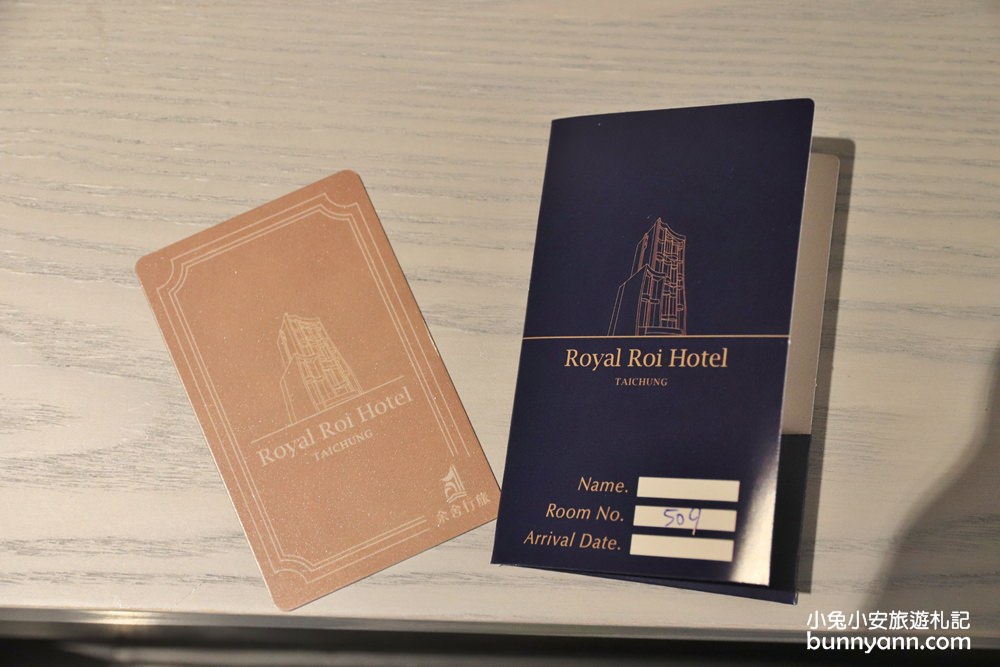 Royal Roi Hotel
TAICHUNG
余舍行旅
Royal Roi Hotel
TAICHUNG
Name.
Room No. 509
Arrival Date.
小兔小安旅遊札記
bunnyann.com